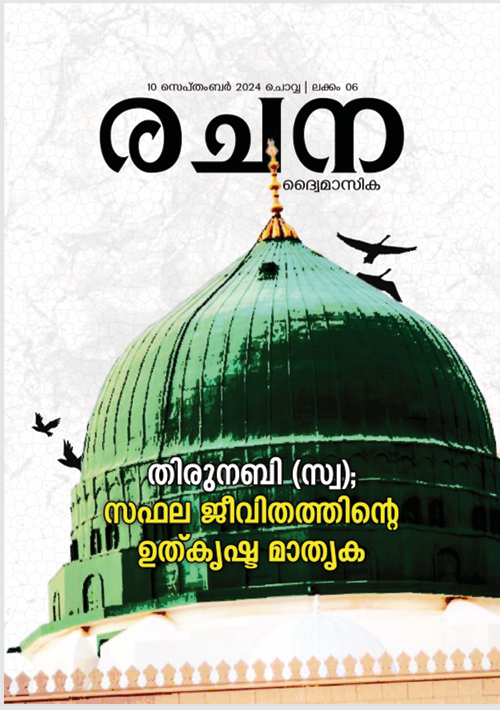 10 സെപ്തംബർ 2024 ചൊവ്വ | ലക്കം 06
രചന
ദ്വൈമാസിക
തിരുനബി (സ്വ);
സഫല ജീവിതത്തിന്റെ
ഉത്കൃഷ്ട മാതൃക